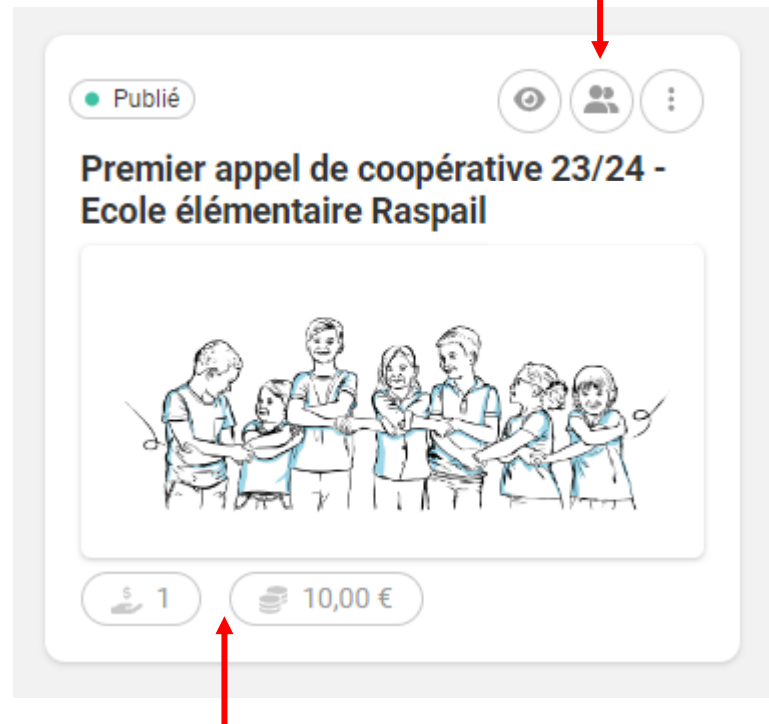 Publié
Premier appel de coopérative 23/24 -
Ecole élémentaire Raspail
$ 1
10,00 €